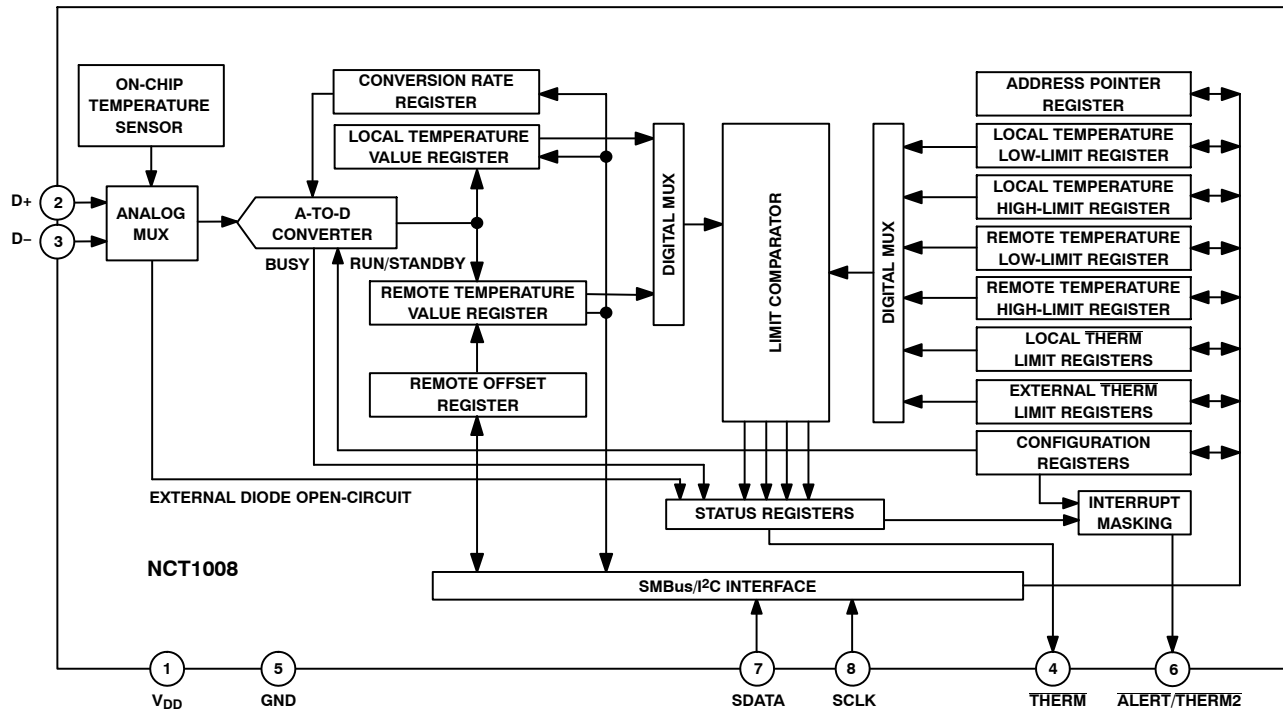 ON-CHIP
TEMPERATURE
SENSOR
CONVERSION RATE
REGISTER
LOCAL TEMPERATURE
VALUE REGISTER
D+
2
D−
3
ANALOG
MUX
A-TO-D
CONVERTER
BUSY
RUN/STANDBY
REMOTE TEMPERATURE
VALUE REGISTER
REMOTE OFFSET
REGISTER
DIGITAL MUX
LIMIT COMPARATOR
DIGITAL MUX
ADDRESS POINTER
REGISTER
LOCAL TEMPERATURE
LOW-LIMIT REGISTER
LOCAL TEMPERATURE
HIGH-LIMIT REGISTER
REMOTE TEMPERATURE
LOW-LIMIT REGISTER
REMOTE TEMPERATURE
HIGH-LIMIT REGISTER
LOCAL THERM
LIMIT REGISTERS
EXTERNAL THERM
LIMIT REGISTERS
CONFIGURATION
REGISTERS
EXTERNAL DIODE OPEN-CIRCUIT
STATUS REGISTERS
INTERRUPT
MASKING
NCT1008
SMBus/I²C INTERFACE
1
5
7
8
4
6
VDD
GND
SDATA
SCLK
THERM
ALERT/THERM2